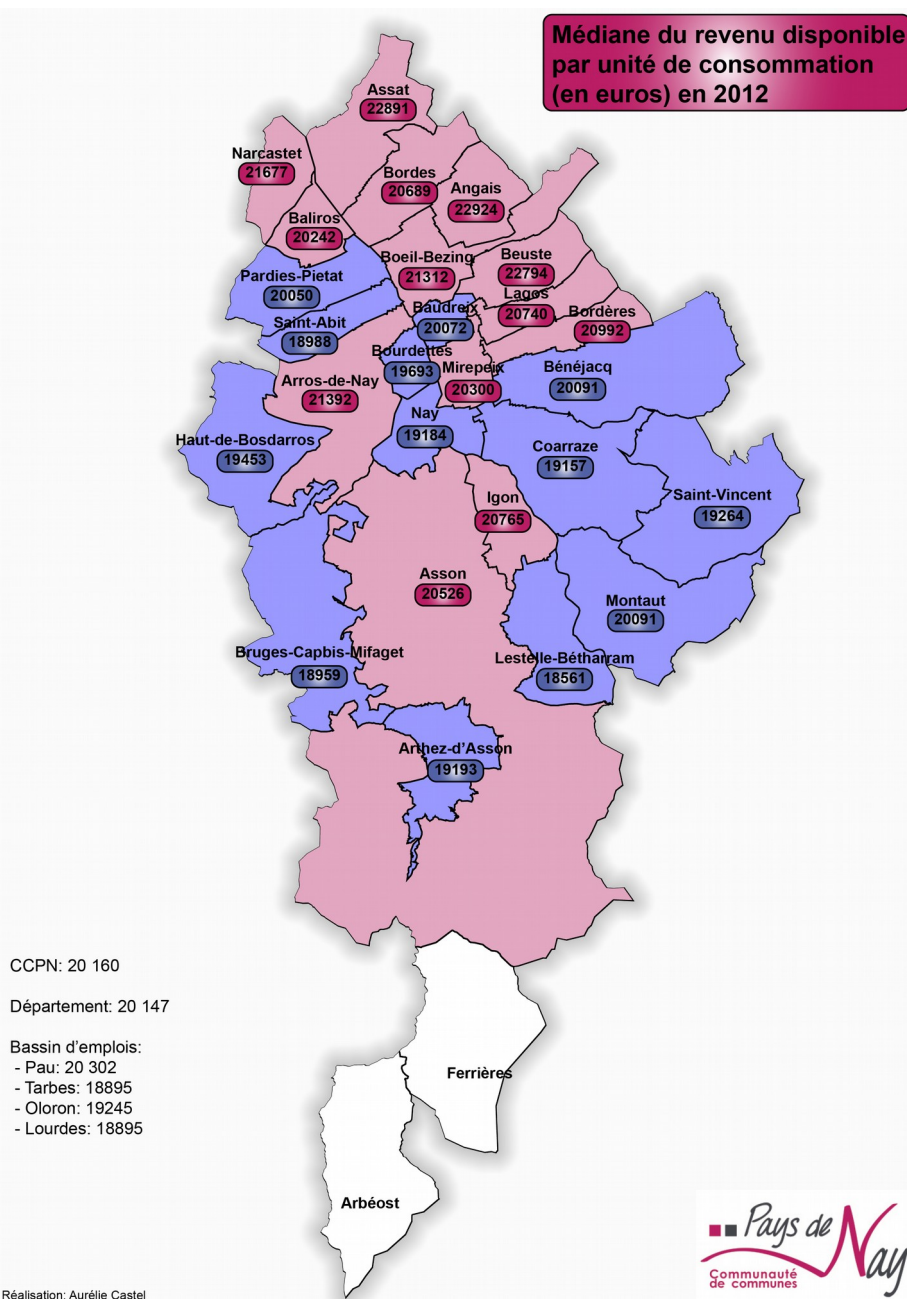 Médiane du revenu disponible
par unité de consommation
(en euros) en 2012
Assat
22891
Narcastet
21677
Bordes
20689
Angais
22924
Baliros
20242
Boeil-Bezing
21312
Beuste
22794
Pardies-Pietat
20050
Lagos
20740
Bordères
20992
Saint-Abit
18988
Baudreix
20072
Bourdettes
19693
Mirepeix
20300
Bénéjacq
20091
Arros-de-Nay
21392
Nay
19184
Haut-de-Bosdarros
19453
Coarraze
19157
Saint-Vincent
19264
Igon
20765
Asson
20526
Montaut
20091
Bruges-Capbis-Mifaget
18959
Lestelle-Bétharram
18561
Arthez-d'Asson
19193
CCPN: 20 160
Département: 20 147
Bassin d'emplois:
- Pau: 20 302
- Tarbes: 18895
- Oloron: 19245
- Lourdes: 18895
Ferrières
Arbéost
Pays de Nay
Communauté
de communes
Réalisation: Aurélie Castel